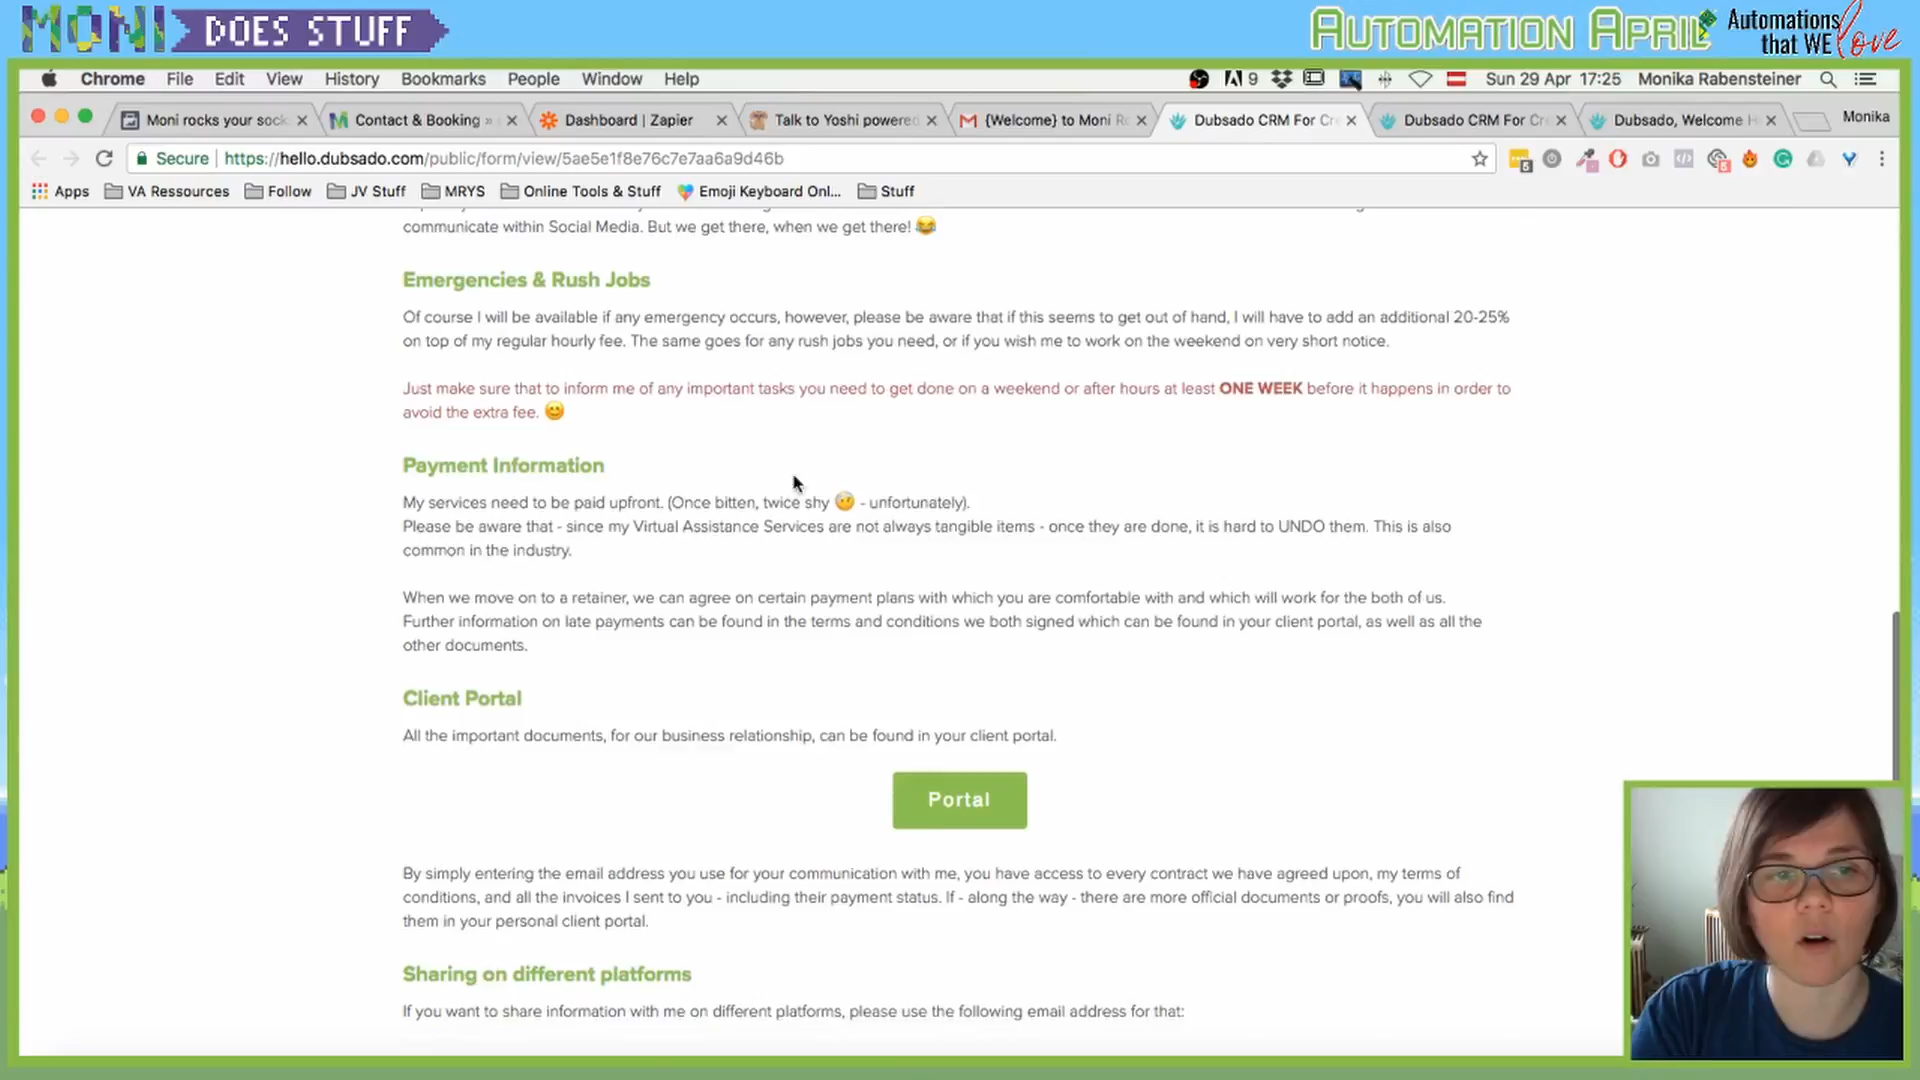 MONI DOES STUFF
AUTOMATION APRIL
Automations
that WE love
Chrome File Edit View History Bookmarks People Window Help
9 Sun 29 Apr 17:25 Monika Rabensteiner
Moni rocks your sock
Contact & Booking »
Dashboard | Zapier
Talk to Yoshi powered
{Welcome} to Moni Ro
Dubsado CRM For Cre
Dubsado CRM For Cre
Dubsado, Welcome H
Monika
Secure https://hello.dubsado.com/public/form/view/5ae5e1f8e76c7e7aa6a9d46b
Apps VA Ressources Follow JV Stuff MRYS Online Tools & Stuff Emoji Keyboard Onl... Stuff
communicate within Social Media. But we get there, when we get there! 😂
Emergencies & Rush Jobs
Of course I will be available if any emergency occurs, however, please be aware that if this seems to get out of hand, I will have to add an additional 20-25%
on top of my regular hourly fee. The same goes for any rush jobs you need, or if you wish me to work on the weekend on very short notice.
Just make sure that to inform me of any important tasks you need to get done on a weekend or after hours at least ONE WEEK before it happens in order to
avoid the extra fee. 😊
Payment Information
My services need to be paid upfront. (Once bitten, twice shy 🤕 - unfortunately).
Please be aware that - since my Virtual Assistance Services are not always tangible items - once they are done, it is hard to UNDO them. This is also
common in the industry.
When we move on to a retainer, we can agree on certain payment plans with which you are comfortable with and which will work for the both of us.
Further information on late payments can be found in the terms and conditions we both signed which can be found in your client portal, as well as all the
other documents.
Client Portal
All the important documents, for our business relationship, can be found in your client portal.
Portal
By simply entering the email address you use for your communication with me, you have access to every contract we have agreed upon, my terms of
conditions, and all the invoices I sent to you - including their payment status. If - along the way - there are more official documents or proofs, you will also find
them in your personal client portal.
Sharing on different platforms
If you want to share information with me on different platforms, please use the following email address for that: